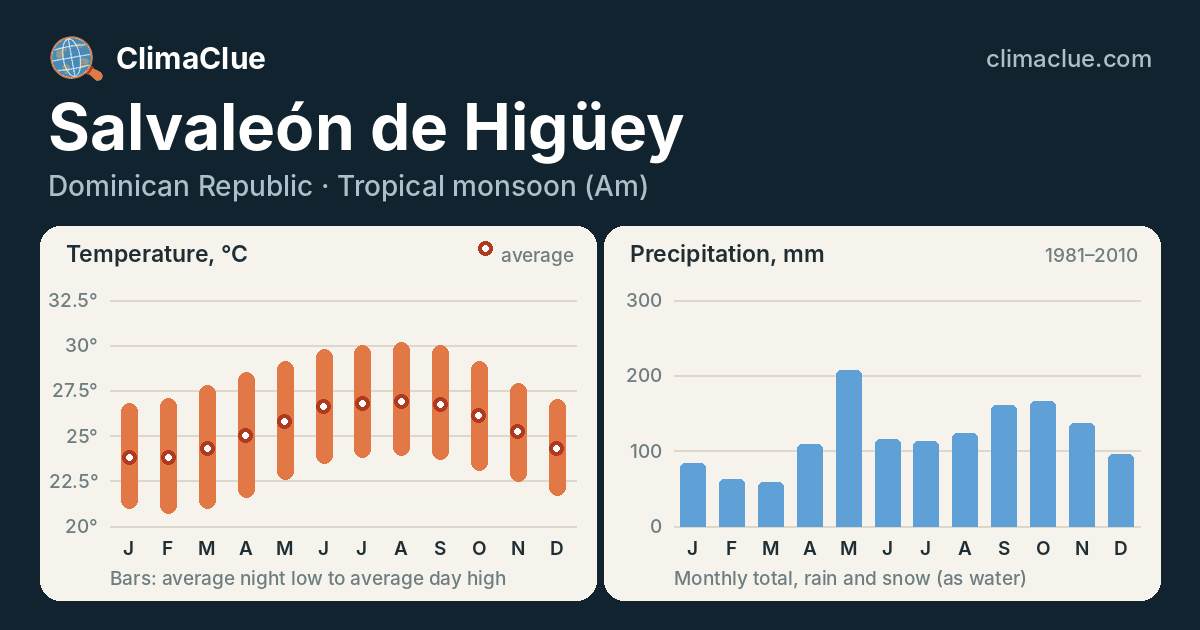 ClimaClue
climaclue.com
Salvaleón de Higüey
Dominican Republic · Tropical monsoon (Am)
Temperature, °C
average
32.5°
30°
27.5°
25°
22.5°
20°
J F M A M J J A S O N D
Bars: average night low to average day high
Precipitation, mm
1981–2010
300
200
100
0
J F M A M J J A S O N D
Monthly total, rain and snow (as water)